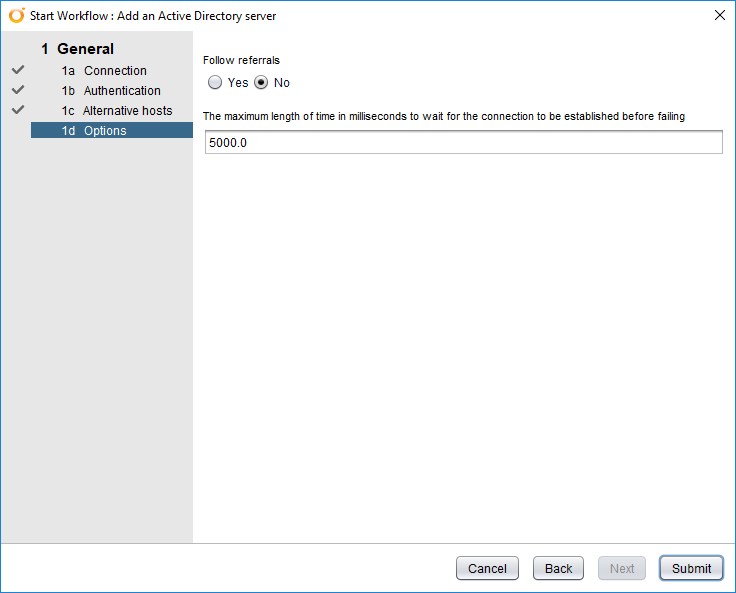 Start Workflow : Add an Active Directory server
1 General
1a Connection
1b Authentication
1c Alternative hosts
1d Options
Follow referrals
Yes No
The maximum length of time in milliseconds to wait for the connection to be established before failing
5000.0
Cancel Back Next Submit